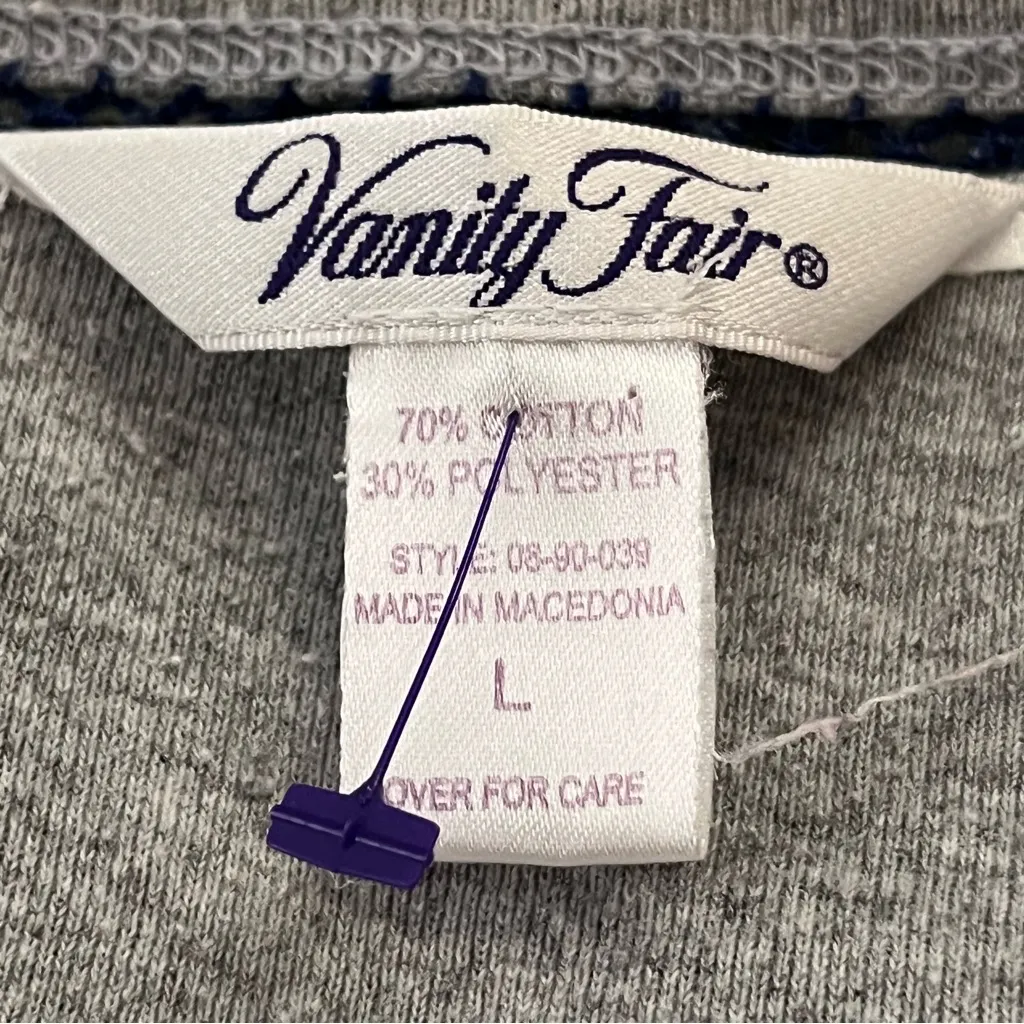 Vanity Fair®
70% COTTON
30% POLYESTER
STYLE: 08-90-039
MADE IN MACEDONIA
L
OVER FOR CARE